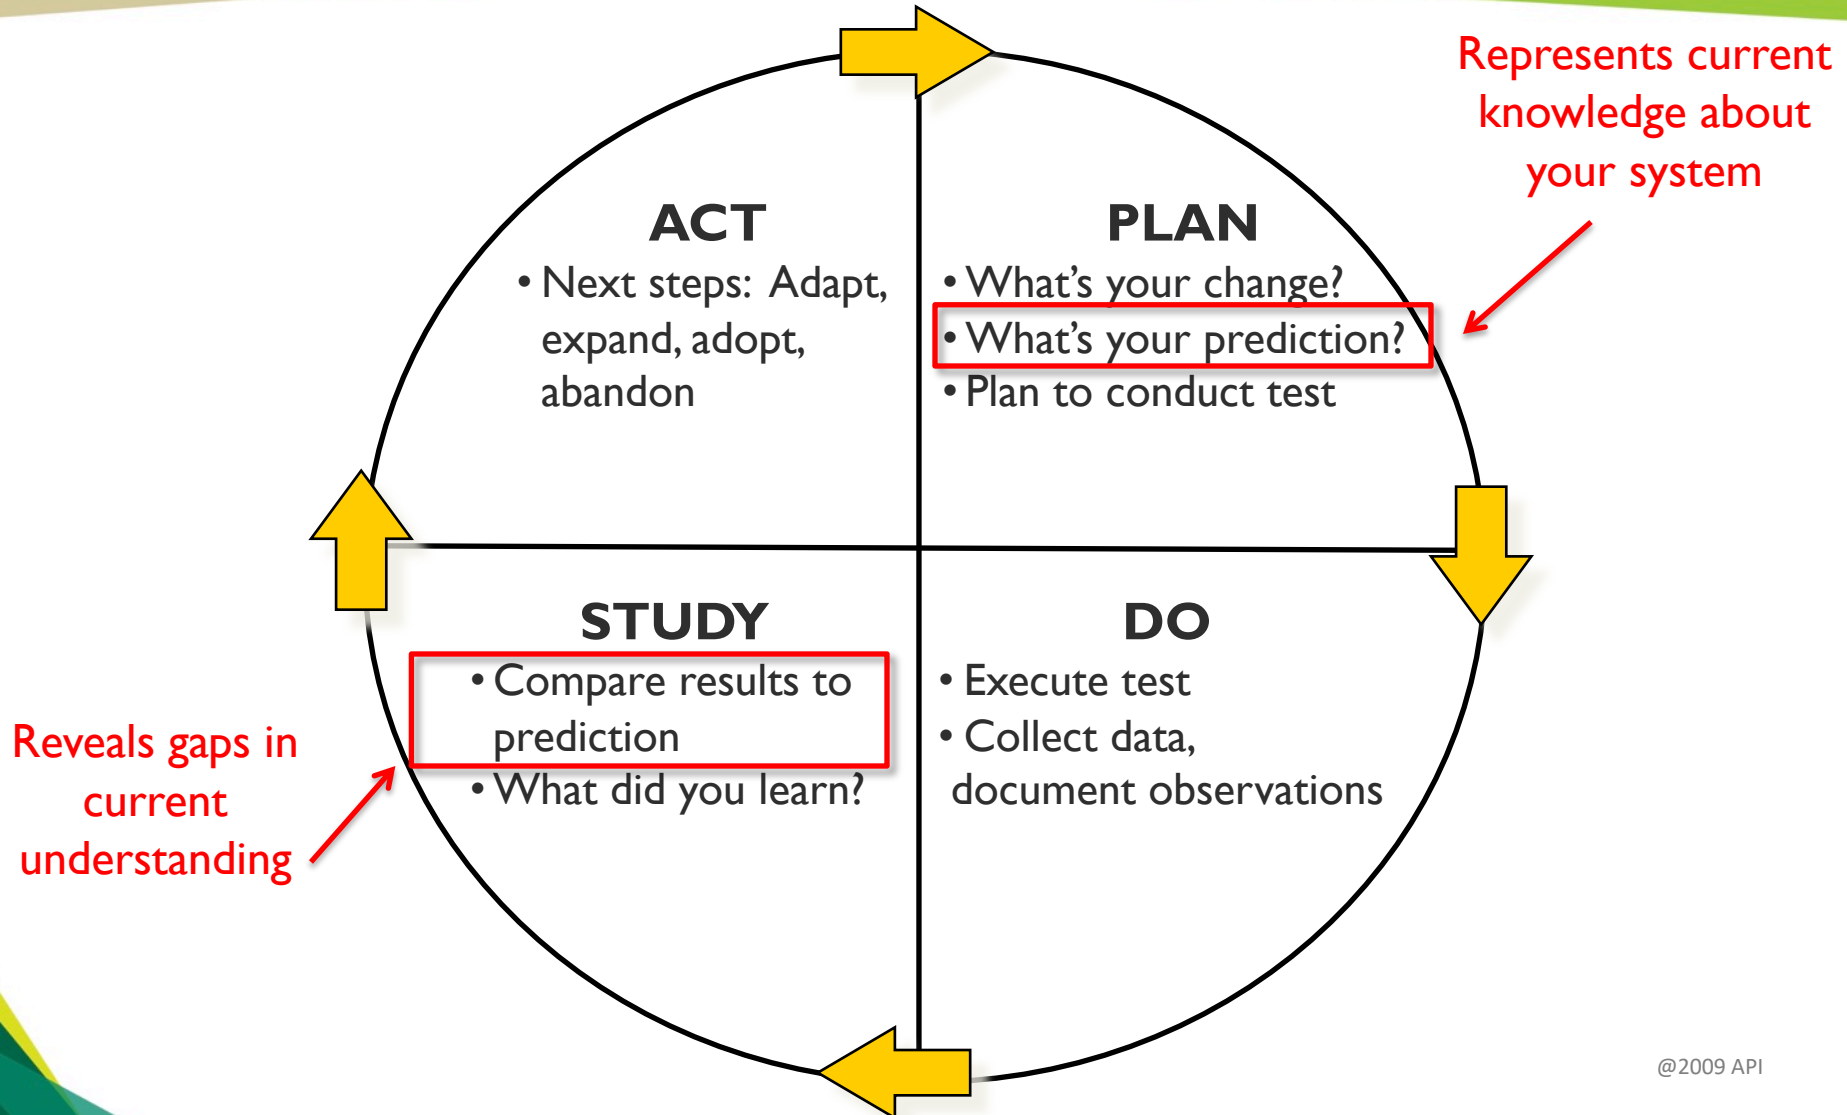 Represents current
knowledge about
your system
ACT
• Next steps: Adapt,
expand, adopt,
abandon
PLAN
• What's your change?
• What's your prediction?
• Plan to conduct test
STUDY
• Compare results to
prediction
• What did you learn?
DO
• Execute test
• Collect data,
document observations
Reveals gaps in
current
understanding
@2009 API